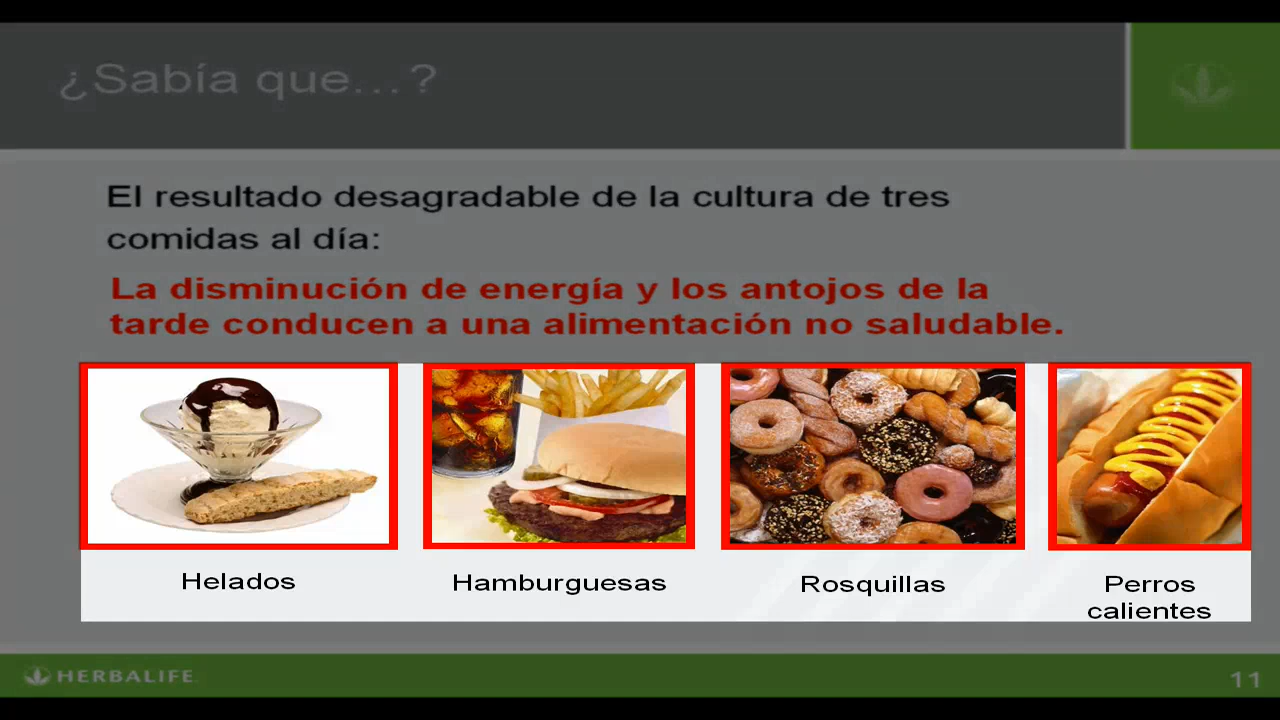 ¿Sabía que...?
El resultado desagradable de la cultura de tres
comidas al día:
La disminución de energía y los antojos de la
tarde conducen a una alimentación no saludable.
Helados
Hamburguesas
Rosquillas
Perros
calientes
HERBALIFE
11